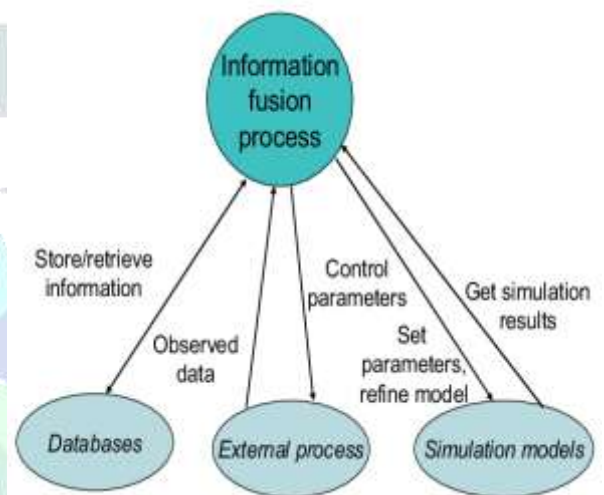 Information
fusion
process
Store/retrieve
information
Observed
data
Control
parameters
Set
parameters,
refine model
Get simulation
results
Databases
External process
Simulation models